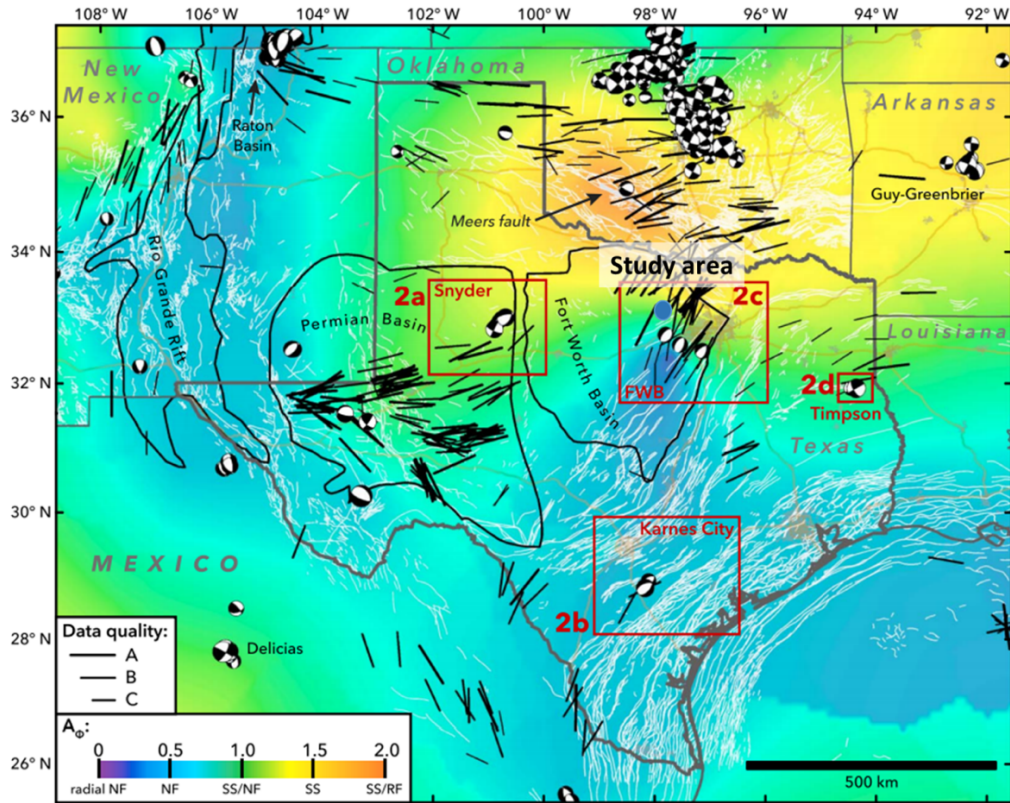 108° W 106° W 104° W 102° W 100° W 98° W 96° W 94° W 92° W
New Mexico
Oklahoma
Arkansas
36° N
Raton
Basin
Guy-Greenbrier
Meers fault
34° N
Study area
Rio Grande Rift
2a Snyder
2c
Permian Basin
Fort Worth Basin
Louisiana
32° N
FWB
2d
Timpson
Texas
30° N
Karnes City
MEXICO
28° N
2b
Data quality:
A
B
C
Delicias
AΦ:
0 0.5 1.0 1.5 2.0
radial NF NF SS/NF SS SS/RF
26° N
500 km